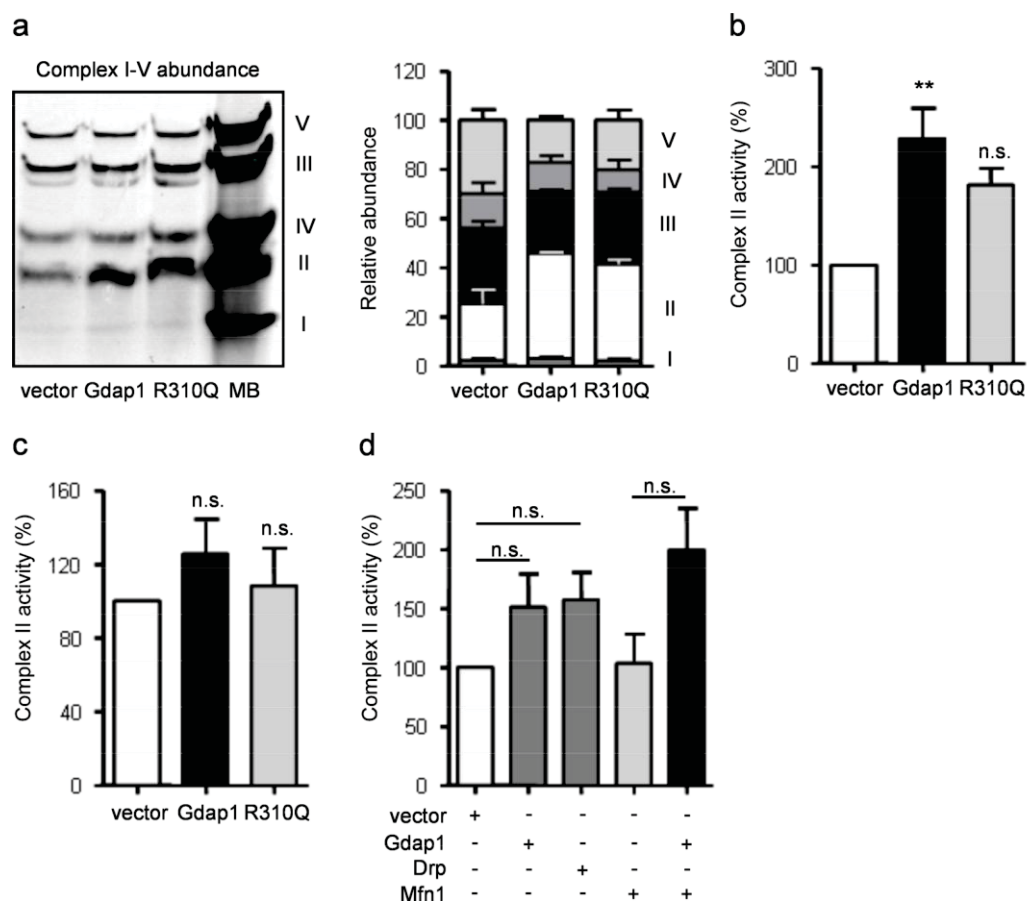 a
Complex I-V abundance
V
III
IV
II
I
vector Gdap1 R310Q MB
Relative abundance
120
100
80
60
40
20
0
V
IV
III
II
I
vector Gdap1 R310Q
b
Complex II activity (%)
300
200
100
0
**
n.s.
vector Gdap1 R310Q
c
Complex II activity (%)
160
120
80
40
0
n.s.
n.s.
vector Gdap1 R310Q
d
Complex II activity (%)
250
200
150
100
50
0
n.s.
n.s.
n.s.
vector + - - - -
Gdap1 - + - - +
Drp - - + - -
Mfn1 - - - + +